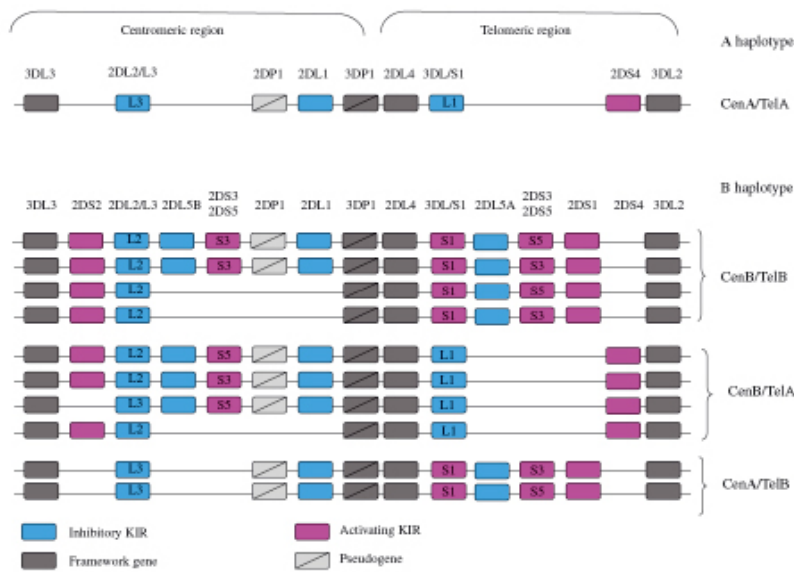 Centromeric region Telomeric region
A haplotype
3DL3 2DL2/L3 2DP1 2DL1 3DP1 2DL4 3DL/S1 2DS4 3DL2
L3 L1 CenA/TelA
B haplotype
3DL3 2DS2 2DL2/L3 2DL5B 2DS3 2DP1 2DL1 3DP1 2DL4 3DL/S1 2DL5A 2DS3 2DS1 2DS4 3DL2
2DS5 2DS5
L2 S3 S1 S5
L2 S3 S1 S3
CenB/TelB
L2 S1 S5
L2 S1 S3
L2 S5 L1
L2 S3 L1
CenB/TelA
L3 S5 L1
L2 L1
L3 S1 S3
CenA/TelB
L3 S1 S5
Inhibitory KIR Activating KIR
Framework gene Pseudogene